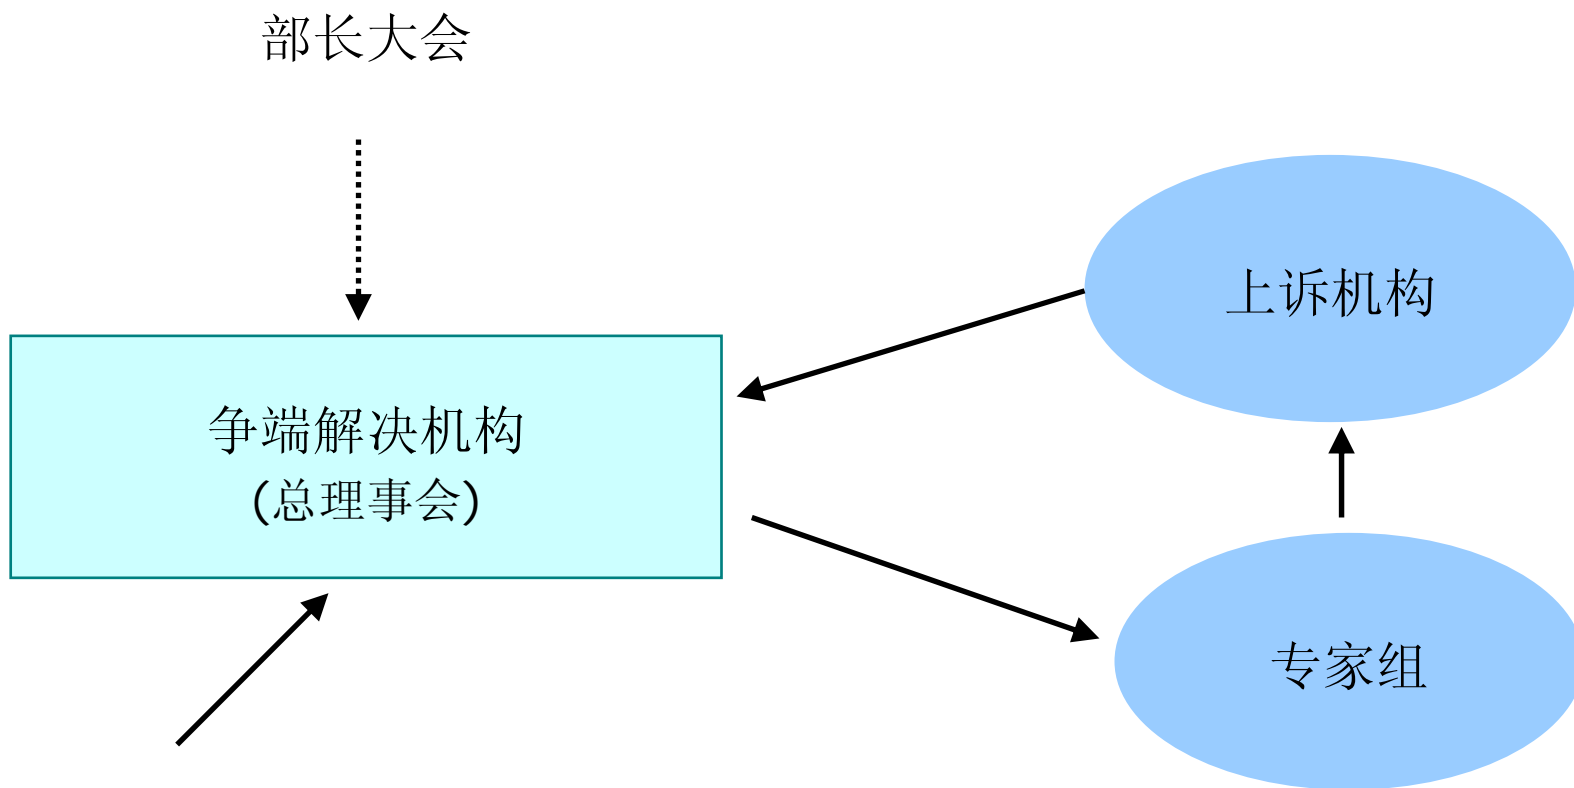 部长大会
上诉机构
争端解决机构
(总理事会)
专家组